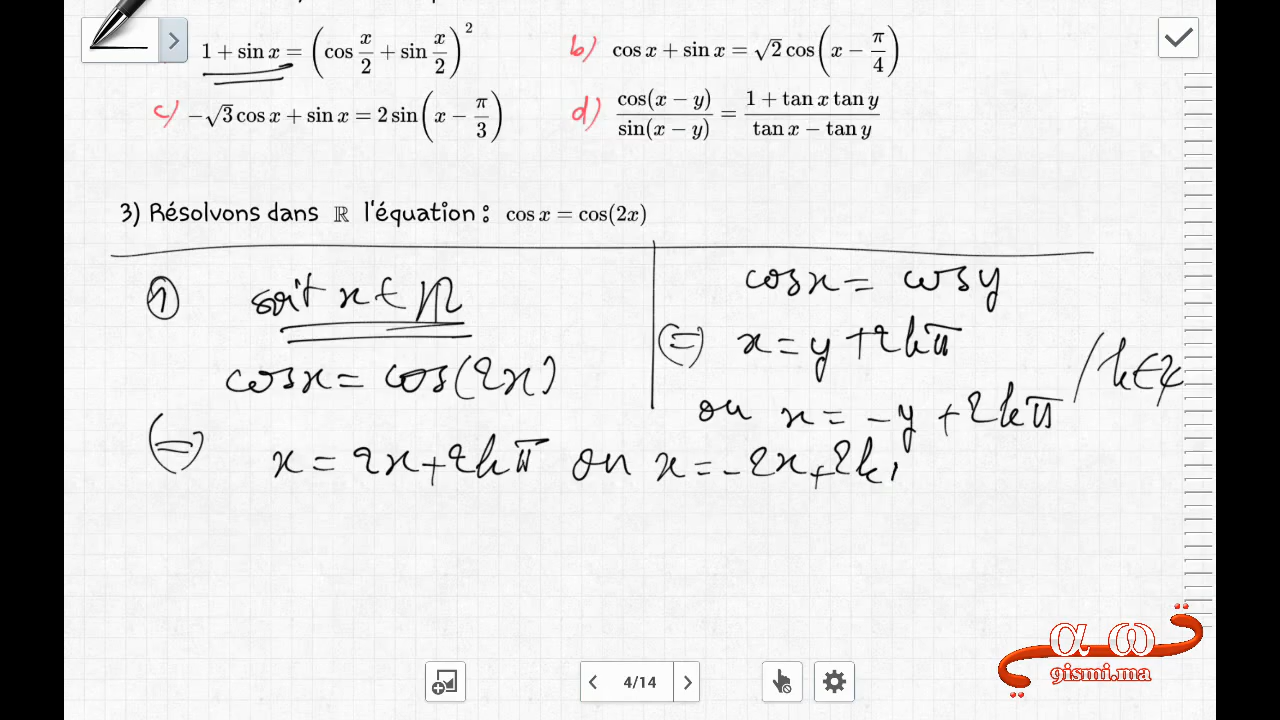 1 + sin x = (cos x/2 + sin x/2)²
b) cos x + sin x = √2 cos(x − π/4)
c) −√3 cos x + sin x = 2 sin(x − π/3)
d) cos(x − y)/sin(x − y) = (1 + tan x tan y)/(tan x − tan y)
3) Résolvons dans ℝ l'équation : cos x = cos(2x)
① soit x ∈ ℝ
cos x = cos(2x)
⇔ x = 2x + 2kπ ou x = −2x + 2k
cos x = cos y
⇔ x = y + 2kπ
ou x = −y + 2kπ / k ∈ ℤ
4/14
α ω
9ismi.ma